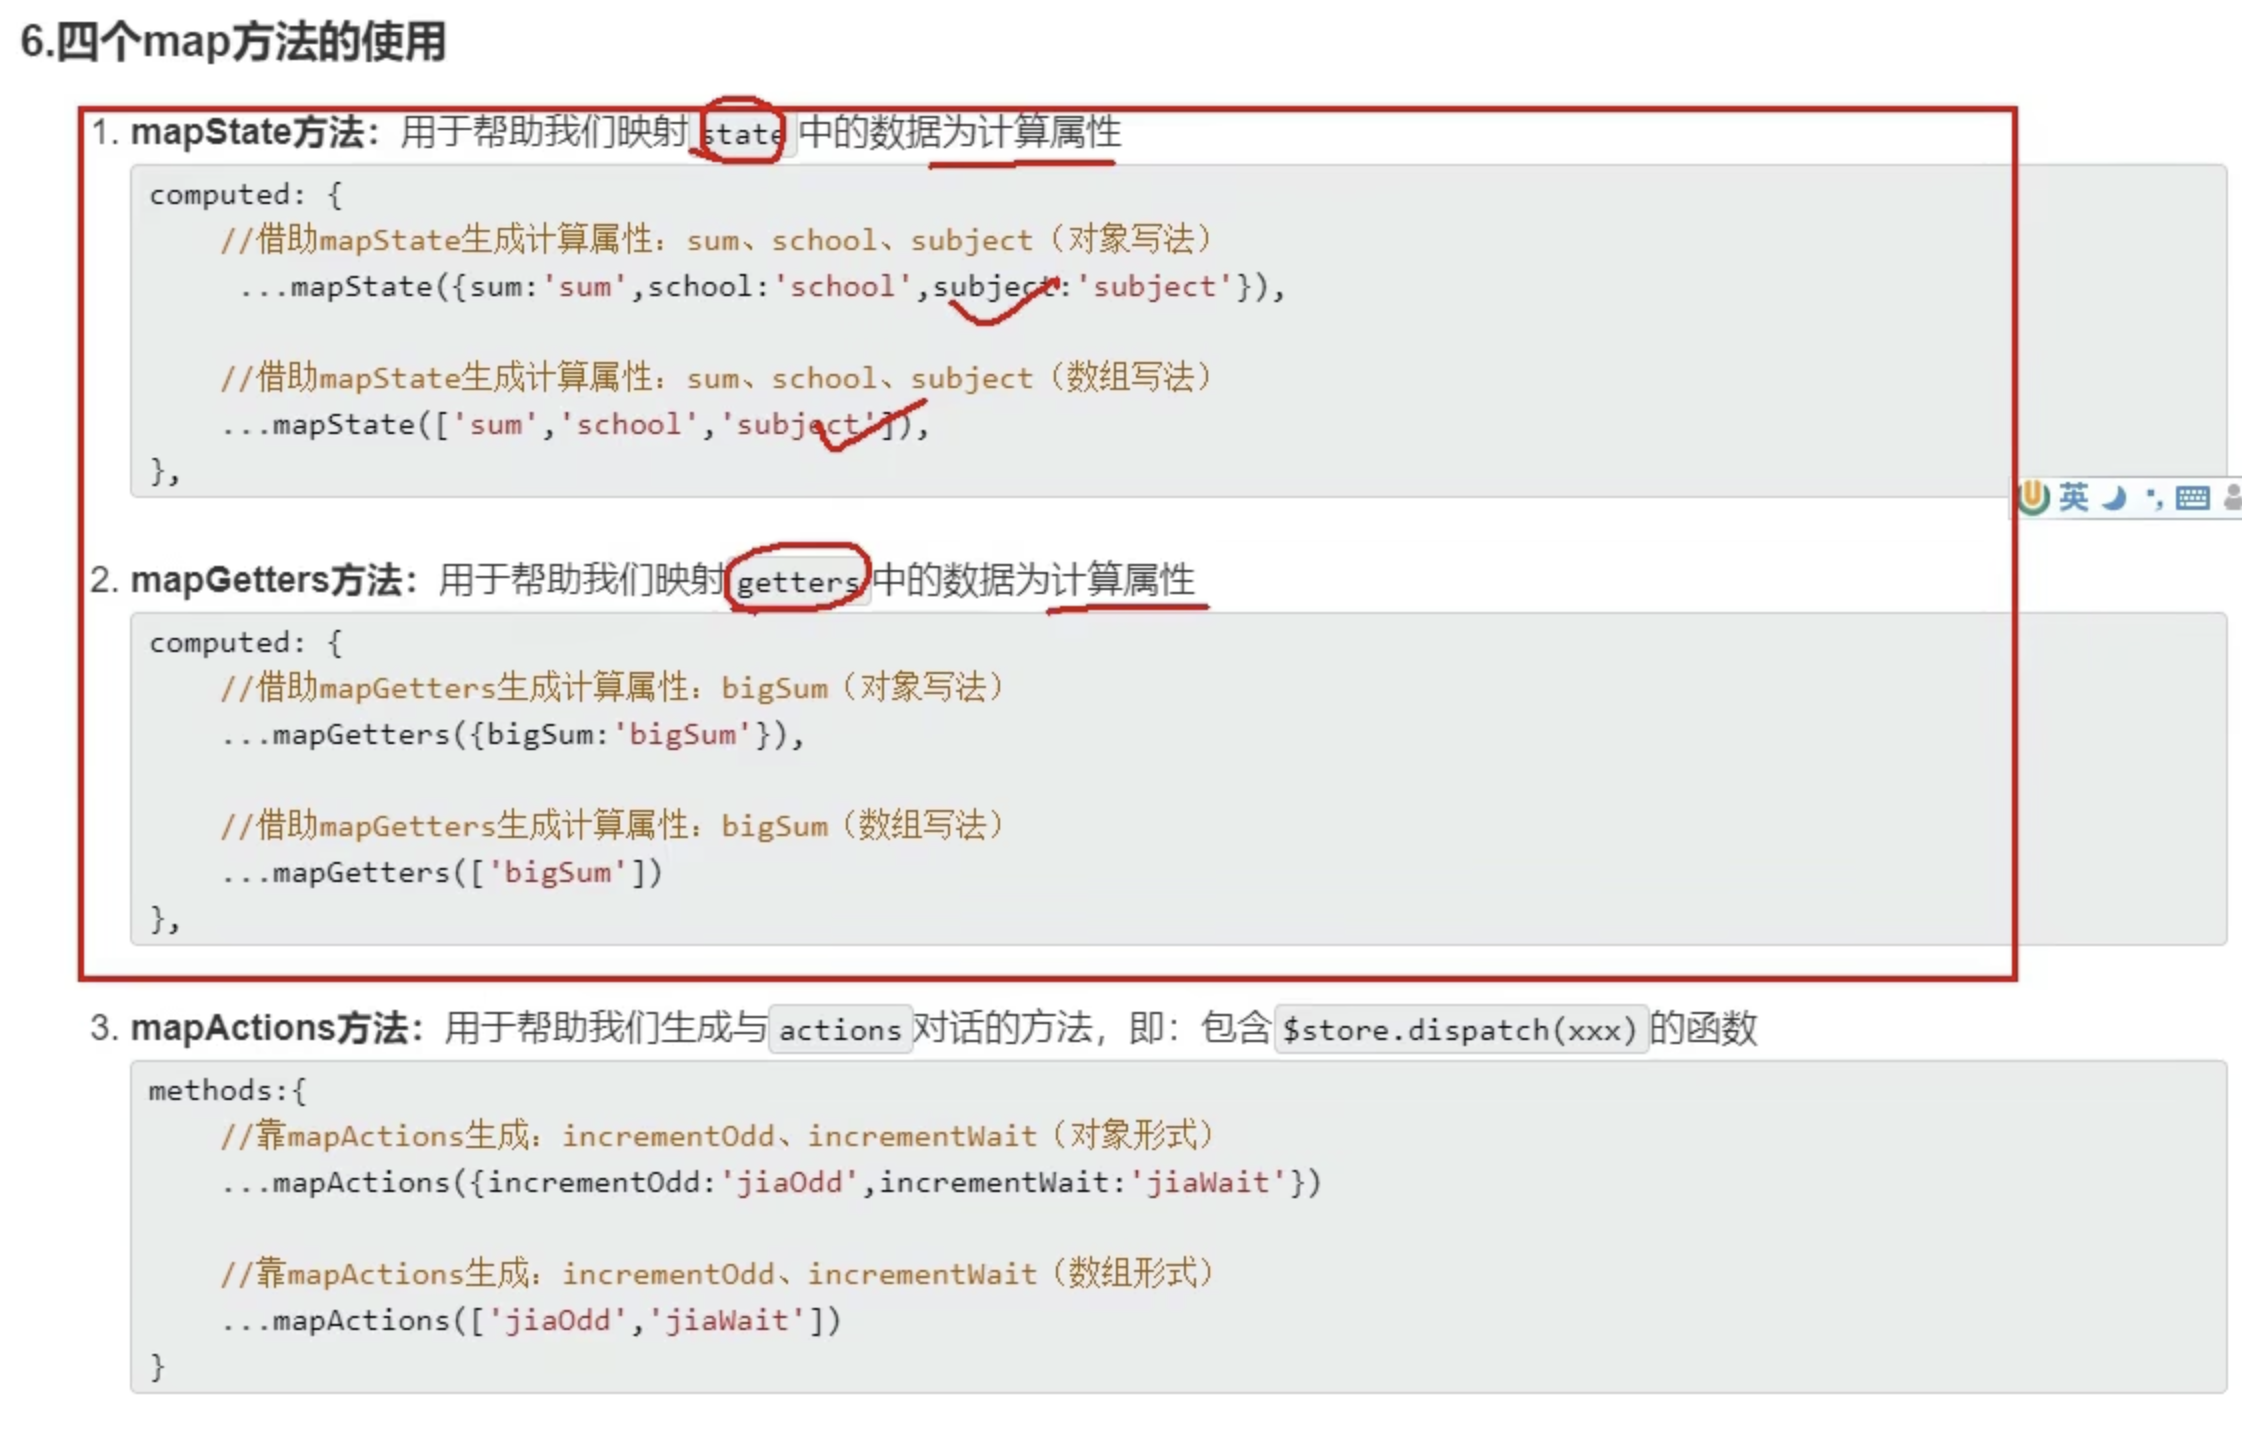 6.四个map方法的使用
1. mapState方法：用于帮助我们映射 state 中的数据为计算属性
computed: {
//借助mapState生成计算属性：sum、school、subject（对象写法）
...mapState({sum:'sum',school:'school',subject:'subject'}),
//借助mapState生成计算属性：sum、school、subject（数组写法）
...mapState(['sum','school','subject']),
},
英
2. mapGetters方法：用于帮助我们映射 getters 中的数据为计算属性
computed: {
//借助mapGetters生成计算属性：bigSum（对象写法）
...mapGetters({bigSum:'bigSum'}),
//借助mapGetters生成计算属性：bigSum（数组写法）
...mapGetters(['bigSum'])
},
3. mapActions方法：用于帮助我们生成与 actions 对话的方法，即：包含 $store.dispatch(xxx) 的函数
methods:{
//靠mapActions生成：incrementOdd、incrementWait（对象形式）
...mapActions({incrementOdd:'jiaOdd',incrementWait:'jiaWait'})
//靠mapActions生成：incrementOdd、incrementWait（数组形式）
...mapActions(['jiaOdd','jiaWait'])
}